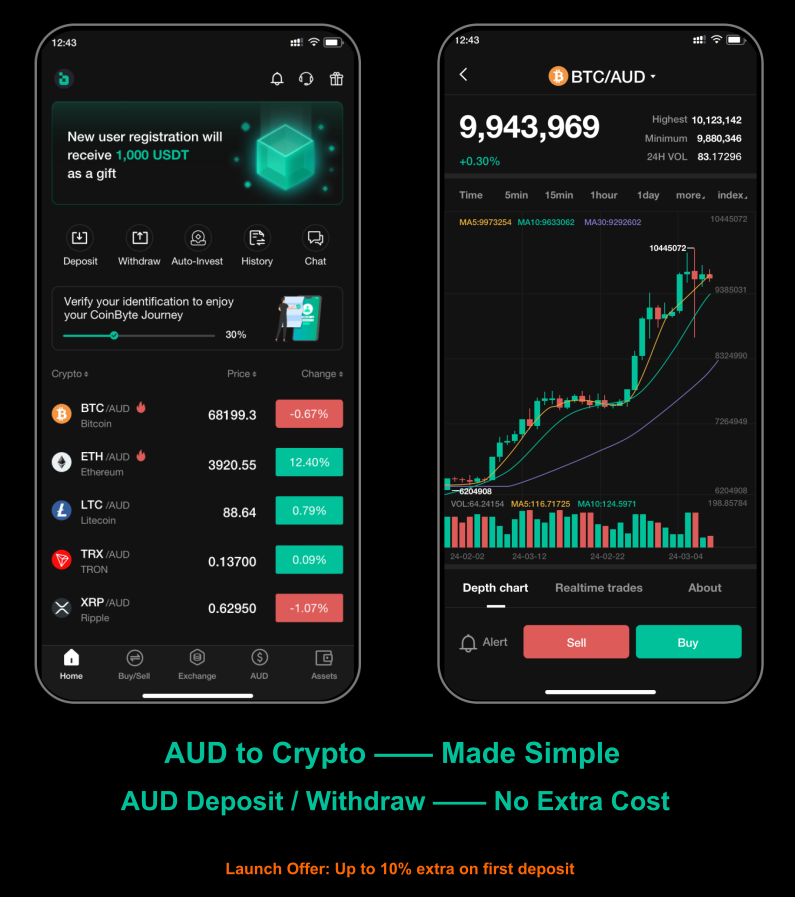 12:43
New user registration will
receive 1,000 USDT
as a gift
Deposit Withdraw Auto-Invest History Chat
Verify your identification to enjoy
your CoinByte Journey
30%
Crypto Price Change
BTC/AUD
Bitcoin
68199.3
-0.67%
ETH/AUD
Ethereum
3920.55
12.40%
LTC/AUD
Litecoin
88.64
0.79%
TRX/AUD
TRON
0.13700
0.09%
XRP/AUD
Ripple
0.62950
-1.07%
Home Buy/Sell Exchange AUD Assets
12:43
BTC/AUD
9,943,969
+0.30%
Highest 10,123,142
Minimum 9,880,346
24H VOL 83.17296
Time 5min 15min 1hour 1day more index
MA5:9973254 MA10:9633062 MA30:9292602
10445072
10445072
9385031
8324990
7264949
6204908
6204908
VOL:64.24154 MA5:116.71725 MA10:124.5971
198.85784
24-02-02 24-03-12 24-02-22 24-03-04
Depth chart Realtime trades About
Alert Sell Buy
AUD to Crypto —— Made Simple
AUD Deposit / Withdraw —— No Extra Cost
Launch Offer: Up to 10% extra on first deposit